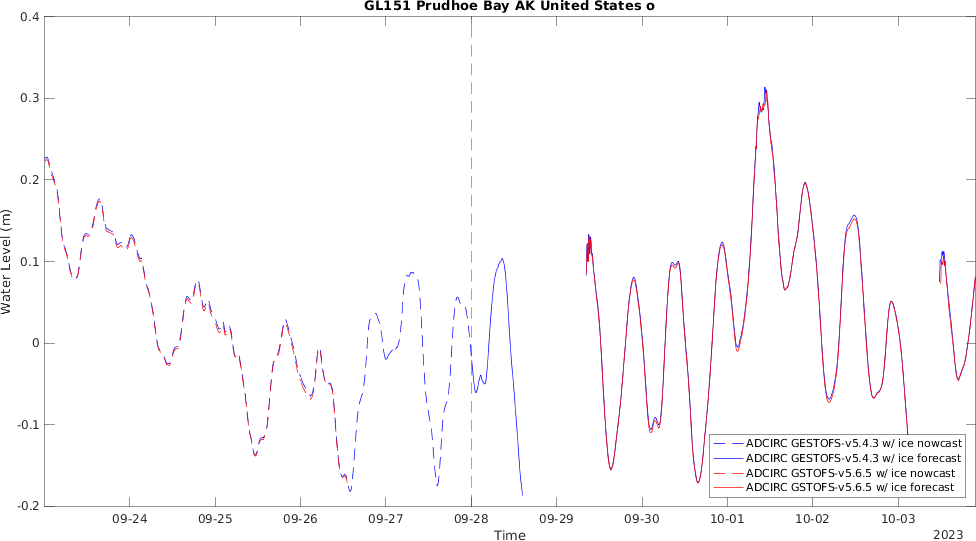 GL151 Prudhoe Bay AK United States o
Water Level (m)
0.4
0.3
0.2
0.1
0
-0.1
-0.2
09-24
09-25
09-26
09-27
09-28
09-29
09-30
10-01
10-02
10-03
Time
2023
ADCIRC GESTOFS-v5.4.3 w/ ice nowcast
ADCIRC GESTOFS-v5.4.3 w/ ice forecast
ADCIRC GSTOFS-v5.6.5 w/ ice nowcast
ADCIRC GSTOFS-v5.6.5 w/ ice forecast